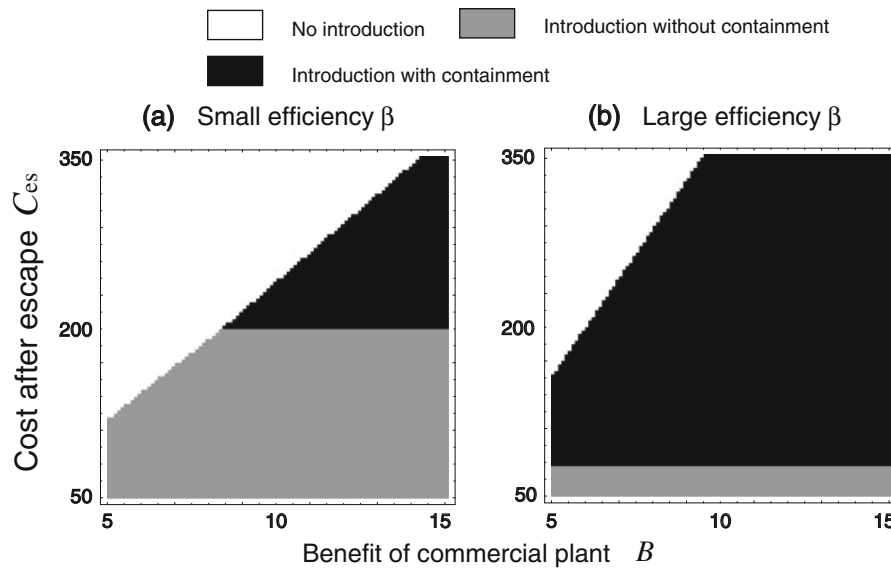 No introduction
Introduction without containment
Introduction with containment
(a) Small efficiency β
(b) Large efficiency β
Cost after escape Ces
350
200
50
5
10
15
350
200
50
5
10
15
Benefit of commercial plant B